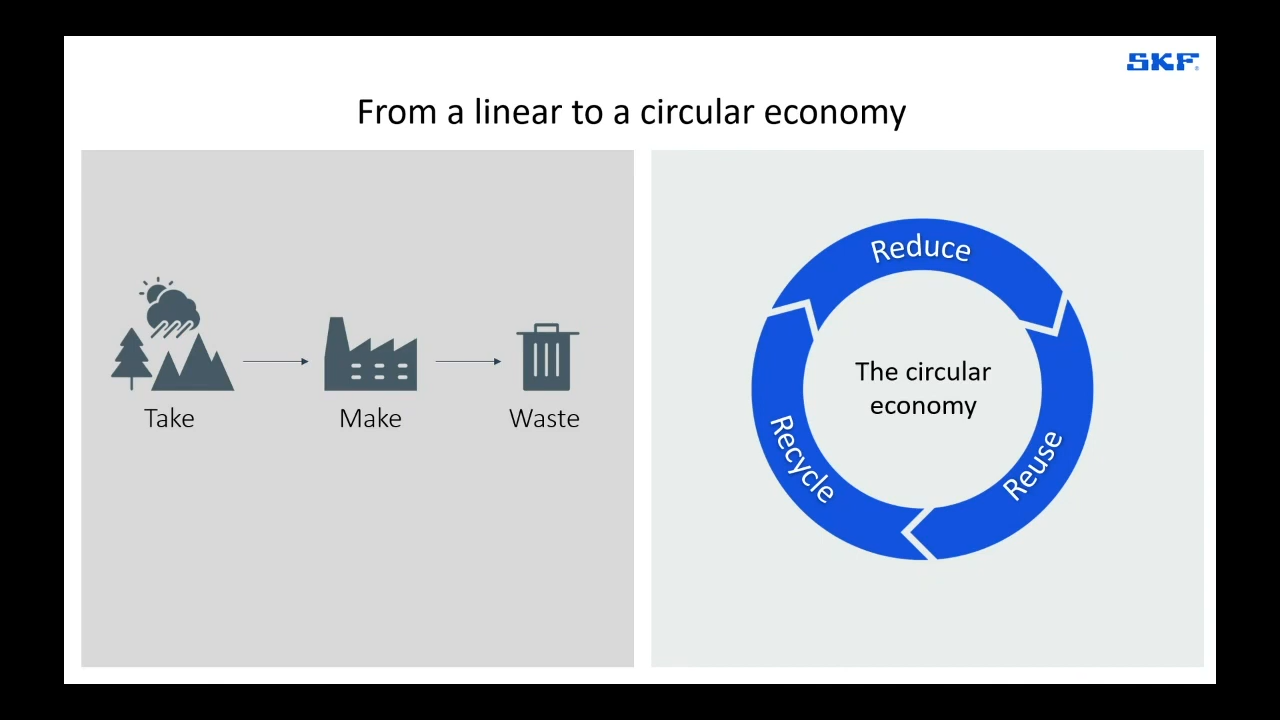 SKF
From a linear to a circular economy
Take
Make
Waste
Reduce
Reuse
Recycle
The circular
economy